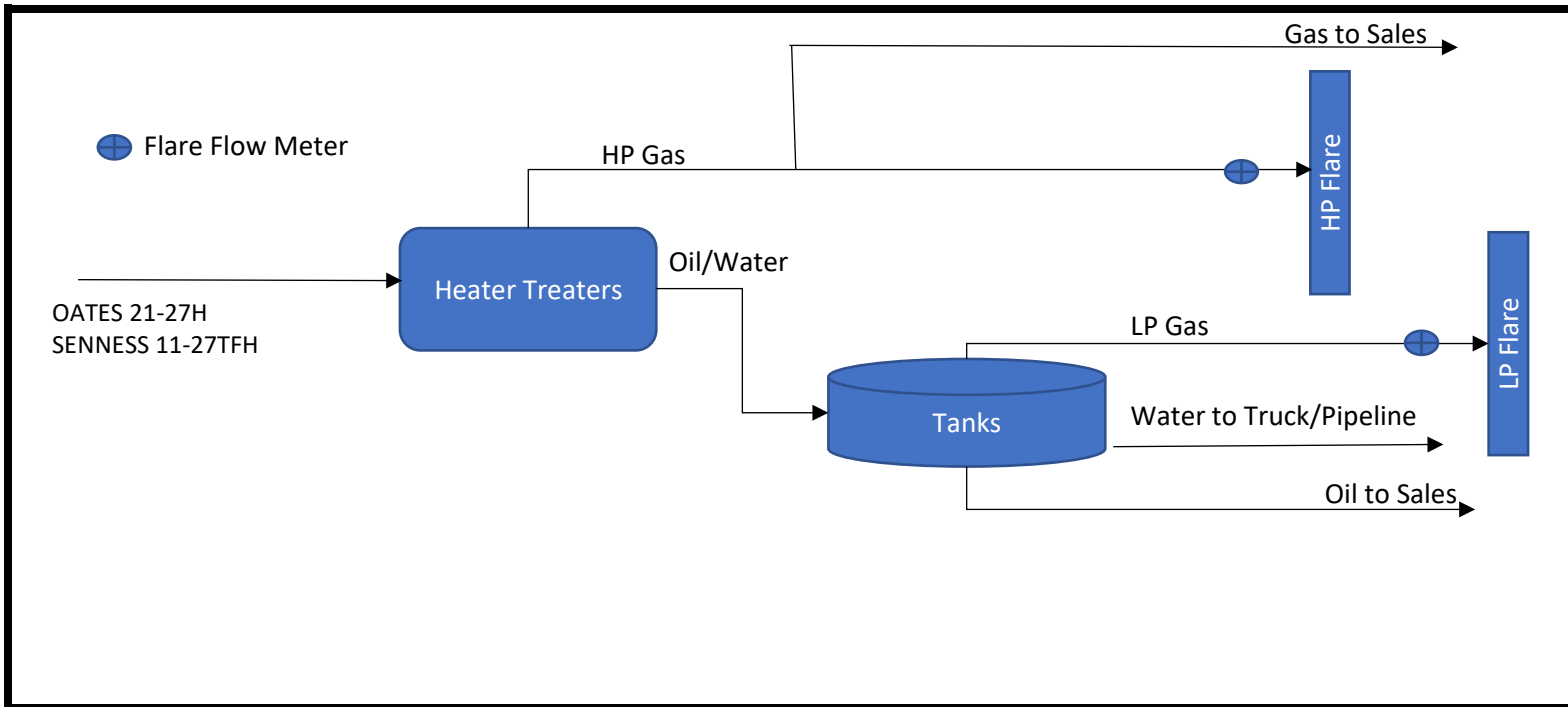 Gas to Sales
Flare Flow Meter
HP Gas
HP Flare
Oil/Water
Heater Treaters
OATES 21-27H
SENNESS 11-27TFH
LP Gas
LP Flare
Tanks
Water to Truck/Pipeline
Oil to Sales